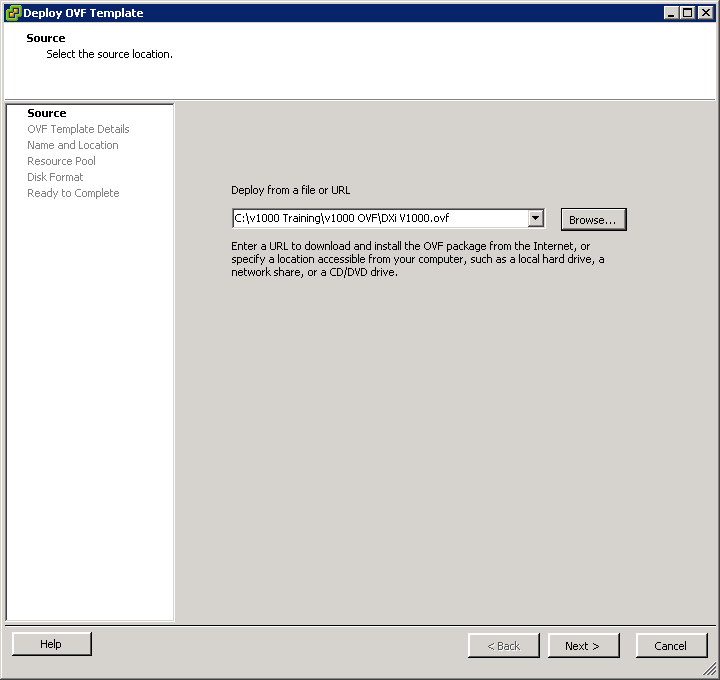 Deploy OVF Template
Source
Select the source location.
Source
OVF Template Details
Name and Location
Resource Pool
Disk Format
Ready to Complete
Deploy from a file or URL
C:\v1000 Training\v1000 OVF\DXi V1000.ovf
Browse...
Enter a URL to download and install the OVF package from the Internet, or
specify a location accessible from your computer, such as a local hard drive, a
network share, or a CD/DVD drive.
Help
< Back
Next >
Cancel